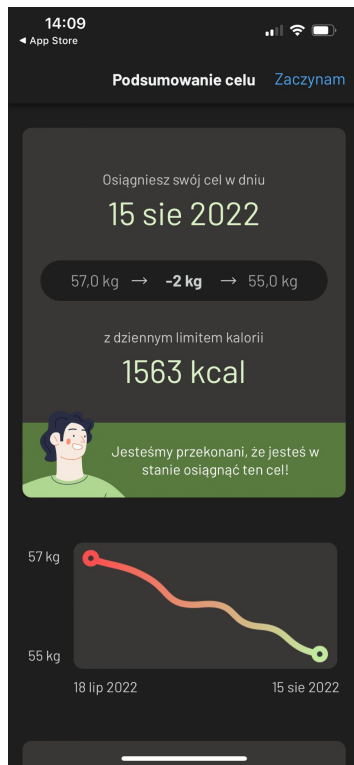 14:09
◀ App Store
Podsumowanie celu
Zaczynam
Osiągniesz swój cel w dniu
15 sie 2022
57,0 kg → -2 kg → 55,0 kg
z dziennym limitem kalorii
1563 kcal
Jesteśmy przekonani, że jesteś w
stanie osiągnąć ten cel!
57 kg
55 kg
18 lip 2022
15 sie 2022